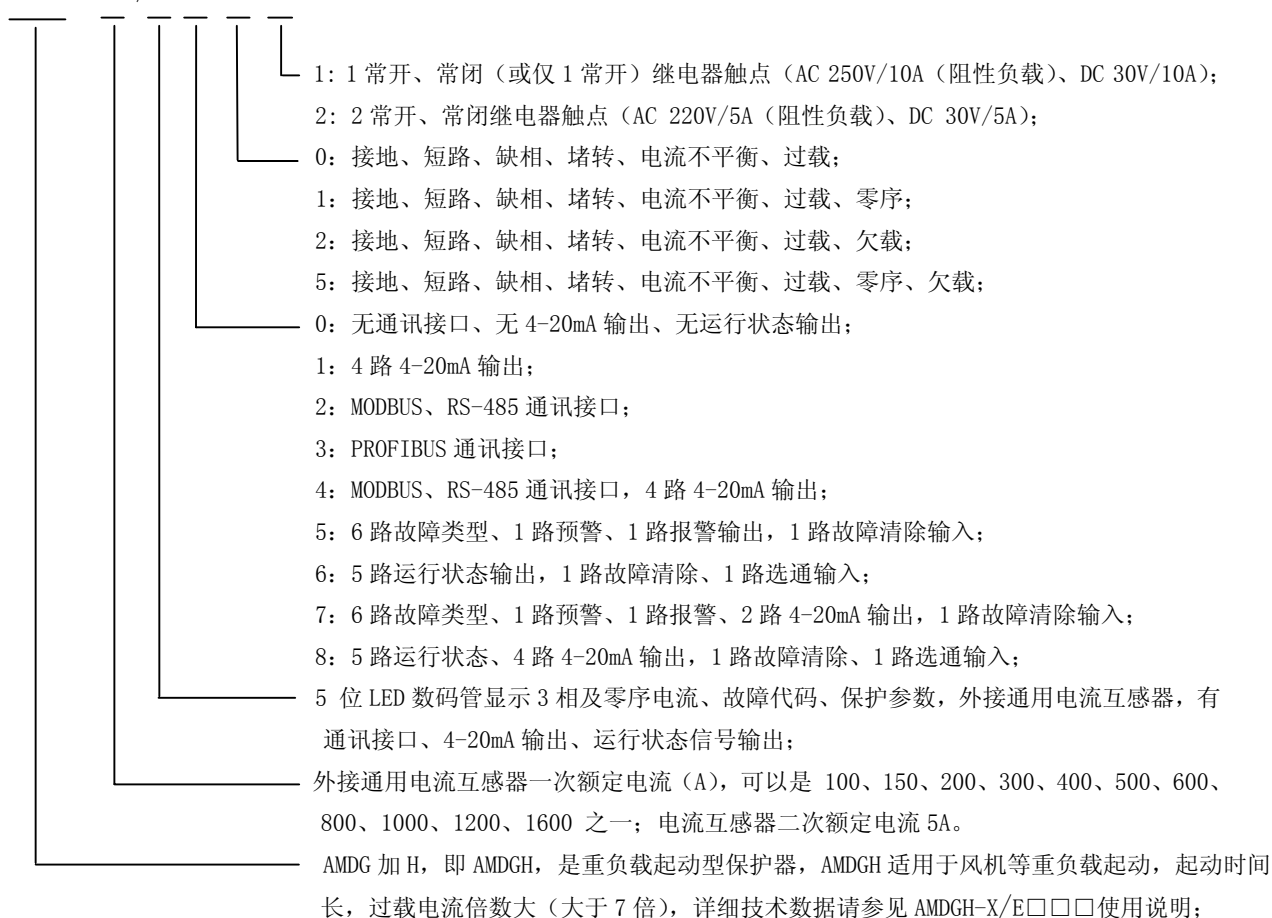 1: 1 常开、常闭（或仅 1 常开）继电器触点（AC 250V/10A（阻性负载）、DC 30V/10A）；
2: 2 常开、常闭继电器触点（AC 220V/5A（阻性负载）、DC 30V/5A）；
0：接地、短路、缺相、堵转、电流不平衡、过载；
1：接地、短路、缺相、堵转、电流不平衡、过载、零序；
2：接地、短路、缺相、堵转、电流不平衡、过载、欠载；
5：接地、短路、缺相、堵转、电流不平衡、过载、零序、欠载；
0：无通讯接口、无 4-20mA 输出、无运行状态输出；
1：4 路 4-20mA 输出；
2：MODBUS、RS-485 通讯接口；
3：PROFIBUS 通讯接口；
4：MODBUS、RS-485 通讯接口，4 路 4-20mA 输出；
5：6 路故障类型、1 路预警、1 路报警输出，1 路故障清除输入；
6：5 路运行状态输出，1 路故障清除、1 路选通输入；
7：6 路故障类型、1 路预警、1 路报警、2 路 4-20mA 输出，1 路故障清除输入；
8：5 路运行状态、4 路 4-20mA 输出，1 路故障清除、1 路选通输入；
5 位 LED 数码管显示 3 相及零序电流、故障代码、保护参数，外接通用电流互感器，有
通讯接口、4-20mA 输出、运行状态信号输出；
外接通用电流互感器一次额定电流（A），可以是 100、150、200、300、400、500、600、
800、1000、1200、1600 之一；电流互感器二次额定电流 5A。
AMDG 加 H，即 AMDGH，是重负载起动型保护器，AMDGH 适用于风机等重负载起动，起动时间
长，过载电流倍数大（大于 7 倍），详细技术数据请参见 AMDGH-X/E□□□使用说明；